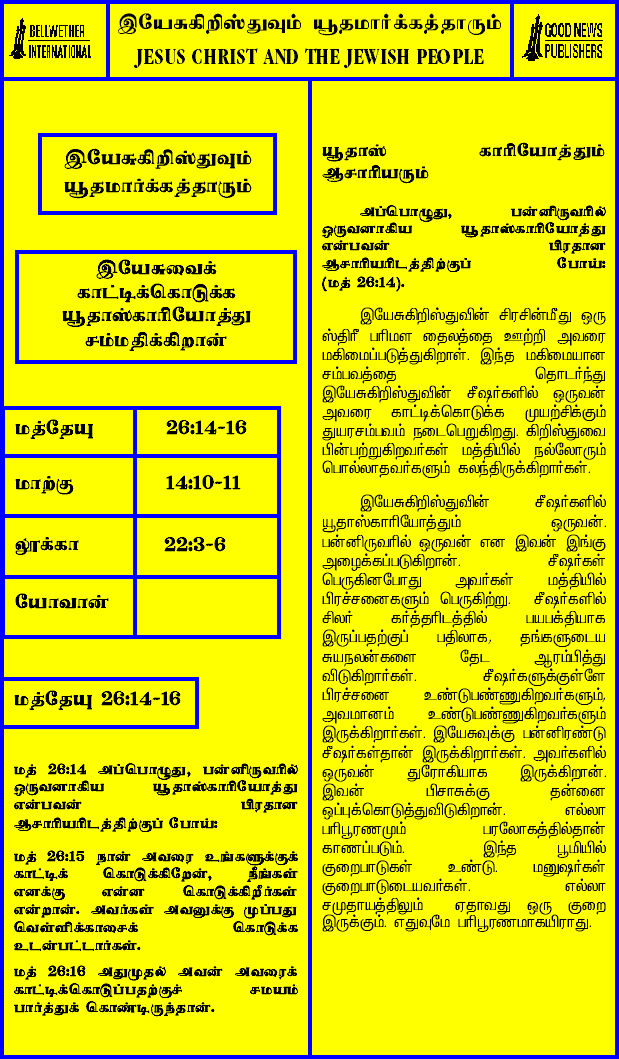 BELLWETHER
INTERNATIONAL
இயேசுகிறிஸ்துவும் யூதமார்க்கத்தாரும்
JESUS CHRIST AND THE JEWISH PEOPLE
GOOD NEWS
PUBLISHERS
இயேசுகிறிஸ்துவும்
யூதமார்க்கத்தாரும்
இயேசுவைக்
காட்டிக்கொடுக்க
யூதாஸ்காரியோத்து
சம்மதிக்கிறான்
மத்தேயு 26:14-16
மாற்கு 14:10-11
லூக்கா 22:3-6
யோவான்
மத்தேயு 26:14-16
மத் 26:14 அப்பொழுது, பன்னிருவரில்
ஒருவனாகிய யூதாஸ்காரியோத்து
என்பவன் பிரதான
ஆசாரியரிடத்திற்குப் போய்:
மத் 26:15 நான் அவரை உங்களுக்குக்
காட்டிக் கொடுக்கிறேன், நீங்கள்
எனக்கு என்ன கொடுக்கிறீர்கள்
என்றான். அவர்கள் அவனுக்கு முப்பது
வெள்ளிக்காசைக் கொடுக்க
உடன்பட்டார்கள்.
மத் 26:16 அதுமுதல் அவன் அவரைக்
காட்டிக்கொடுப்பதற்குச் சமயம்
பார்த்துக் கொண்டிருந்தான்.
யூதாஸ் காரியோத்தும்
ஆசாரியரும்
அப்பொழுது, பன்னிருவரில்
ஒருவனாகிய யூதாஸ்காரியோத்து
என்பவன் பிரதான
ஆசாரியரிடத்திற்குப் போய்:
(மத் 26:14).
இயேசுகிறிஸ்துவின் சிரசின்மீது ஒரு
ஸ்திரீ பரிமள தைலத்தை ஊற்றி அவரை
மகிமைப்படுத்துகிறாள். இந்த மகிமையான
சம்பவத்தை தொடர்ந்து
இயேசுகிறிஸ்துவின் சீஷர்களில் ஒருவன்
அவரை காட்டிக்கொடுக்க முயற்சிக்கும்
துயரசம்பவம் நடைபெறுகிறது. கிறிஸ்துவை
பின்பற்றுகிறவர்கள் மத்தியில் நல்லோரும்
பொல்லாதவர்களும் கலந்திருக்கிறார்கள்.
இயேசுகிறிஸ்துவின் சீஷர்களில்
யூதாஸ்காரியோத்தும் ஒருவன்.
பன்னிருவரில் ஒருவன் என இவன் இங்கு
அழைக்கப்படுகிறான். சீஷர்கள்
பெருகினபோது அவர்கள் மத்தியில்
பிரச்சனைகளும் பெருகிற்று. சீஷர்களில்
சிலர் கர்த்தரிடத்தில் பயபக்தியாக
இருப்பதற்குப் பதிலாக, தங்களுடைய
சுயநலன்களை தேட ஆரம்பித்து
விடுகிறார்கள். சீஷர்களுக்குள்ளே
பிரச்சனை உண்டுபண்ணுகிறவர்களும்,
அவமானம் உண்டுபண்ணுகிறவர்களும்
இருக்கிறார்கள். இயேசுவுக்கு பன்னிரண்டு
சீஷர்கள்தான் இருக்கிறார்கள். அவர்களில்
ஒருவன் துரோகியாக இருக்கிறான்.
இவன் பிசாசுக்கு தன்னை
ஒப்புக்கொடுத்துவிடுகிறான். எல்லா
பரிபூரணமும் பரலோகத்தில்தான்
காணப்படும். இந்த பூமியில்
குறைபாடுகள் உண்டு. மனுஷர்கள்
குறைபாடுடையவர்கள். எல்லா
சமுதாயத்திலும் ஏதாவது ஒரு குறை
இருக்கும். எதுவுமே பரிபூரணமாகயிராது.